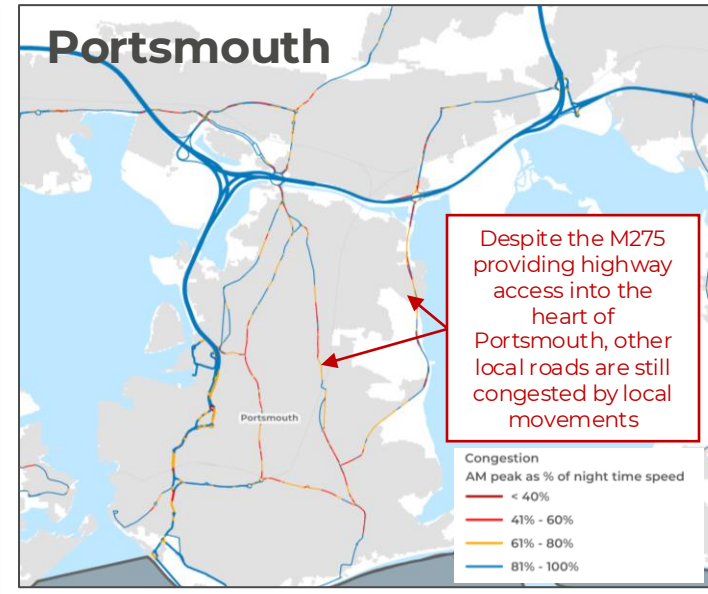 Portsmouth
Despite the M275
providing highway
access into the
heart of
Portsmouth, other
local roads are still
congested by local
movements
Portsmouth
Congestion
AM peak as % of night time speed
< 40%
41% - 60%
61% - 80%
81% - 100%